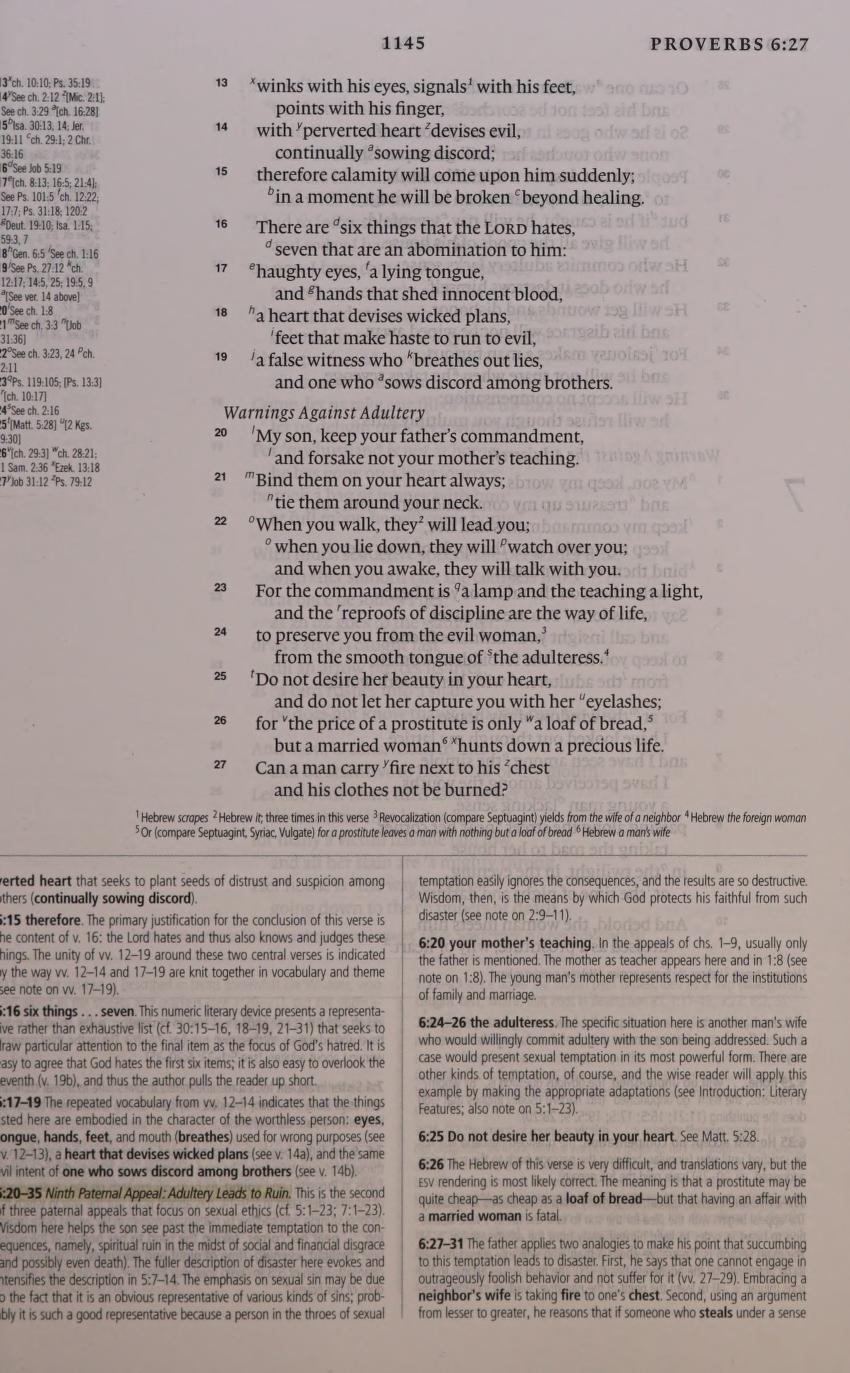 1145 PROVERBS 6:27
3ˣch. 10:10; Ps. 35:19
4ʸSee ch. 2:12 ᶻ[Mic. 2:1];
See ch. 3:29 ᵃ[ch. 16:28]
5ᵇIsa. 30:13, 14; Jer.
19:11 ᶜch. 29:1; 2 Chr.
36:16
6ᵈSee Job 5:19
7ᵉ[ch. 8:13; 16:5; 21:4];
See Ps. 101:5 ᶠch. 12:22;
17:7; Ps. 31:18; 120:2
ᵍDeut. 19:10; Isa. 1:15;
59:3, 7
8ʰGen. 6:5 ⁱSee ch. 1:16
9ʲSee Ps. 27:12 ᵏch.
12:17; 14:5, 25; 19:5, 9
ᵃ[See ver. 14 above]
0ˡSee ch. 1:8
1ᵐSee ch. 3:3 ⁿ[Job
31:36]
2ᵒSee ch. 3:23, 24 ᵖch.
2:11
3ᑫPs. 119:105; [Ps. 13:3]
ʳ[ch. 10:17]
4ˢSee ch. 2:16
5ᵗ[Matt. 5:28] ᵘ[2 Kgs.
9:30]
6ᵛ[ch. 29:3] ʷch. 28:21;
1 Sam. 2:36 ˣEzek. 13:18
7ʸJob 31:12 ᶻPs. 79:12
13 ˣwinks with his eyes, signals¹ with his feet,
points with his finger,
14 with ʸperverted heart ᶻdevises evil,
continually ᵃsowing discord;
15 therefore calamity will come upon him suddenly;
ᵇin a moment he will be broken ᶜbeyond healing.
16 There are ᵈsix things that the LORD hates,
ᵈseven that are an abomination to him:
17 ᵉhaughty eyes, ᶠa lying tongue,
and ᵍhands that shed innocent blood,
18 ʰa heart that devises wicked plans,
ⁱfeet that make haste to run to evil,
19 ʲa false witness who ᵏbreathes out lies,
and one who ᵃsows discord among brothers.
Warnings Against Adultery
20 ˡMy son, keep your father's commandment,
ˡand forsake not your mother's teaching.
21 ᵐBind them on your heart always;
ⁿtie them around your neck.
22 ᵒWhen you walk, they² will lead you;
ᵒwhen you lie down, they will ᵖwatch over you;
and when you awake, they will talk with you.
23 For the commandment is ᑫa lamp and the teaching a light,
and the ʳreproofs of discipline are the way of life,
24 to preserve you from the evil woman,³
from the smooth tongue of ˢthe adulteress.⁴
25 ᵗDo not desire her beauty in your heart,
and do not let her capture you with her ᵘeyelashes;
26 for ᵛthe price of a prostitute is only ʷa loaf of bread,⁵
but a married woman⁶ ˣhunts down a precious life.
27 Can a man carry ʸfire next to his ᶻchest
and his clothes not be burned?
¹ Hebrew scrapes ² Hebrew it; three times in this verse ³ Revocalization (compare Septuagint) yields from the wife of a neighbor ⁴ Hebrew the foreign woman
⁵ Or (compare Septuagint, Syriac, Vulgate) for a prostitute leaves a man with nothing but a loaf of bread ⁶ Hebrew a man's wife
erted heart that seeks to plant seeds of distrust and suspicion among
thers (continually sowing discord).
:15 therefore. The primary justification for the conclusion of this verse is
he content of v. 16: the Lord hates and thus also knows and judges these
hings. The unity of vv. 12–19 around these two central verses is indicated
y the way vv. 12–14 and 17–19 are knit together in vocabulary and theme
see note on vv. 17–19).
:16 six things . . . seven. This numeric literary device presents a representa-
ive rather than exhaustive list (cf. 30:15–16, 18–19, 21–31) that seeks to
raw particular attention to the final item as the focus of God's hatred. It is
asy to agree that God hates the first six items; it is also easy to overlook the
eventh (v. 19b), and thus the author pulls the reader up short.
:17–19 The repeated vocabulary from vv. 12–14 indicates that the things
sted here are embodied in the character of the worthless person: eyes,
ongue, hands, feet, and mouth (breathes) used for wrong purposes (see
v. 12–13), a heart that devises wicked plans (see v. 14a), and the same
vil intent of one who sows discord among brothers (see v. 14b).
:20–35 Ninth Paternal Appeal: Adultery Leads to Ruin. This is the second
f three paternal appeals that focus on sexual ethics (cf. 5:1–23; 7:1–23).
Wisdom here helps the son see past the immediate temptation to the con-
equences, namely, spiritual ruin in the midst of social and financial disgrace
and possibly even death). The fuller description of disaster here evokes and
ntensifies the description in 5:7–14. The emphasis on sexual sin may be due
o the fact that it is an obvious representative of various kinds of sins; prob-
bly it is such a good representative because a person in the throes of sexual
temptation easily ignores the consequences, and the results are so destructive.
Wisdom, then, is the means by which God protects his faithful from such
disaster (see note on 2:9–11).
6:20 your mother's teaching. In the appeals of chs. 1–9, usually only
the father is mentioned. The mother as teacher appears here and in 1:8 (see
note on 1:8). The young man's mother represents respect for the institutions
of family and marriage.
6:24–26 the adulteress. The specific situation here is another man's wife
who would willingly commit adultery with the son being addressed. Such a
case would present sexual temptation in its most powerful form. There are
other kinds of temptation, of course, and the wise reader will apply this
example by making the appropriate adaptations (see Introduction: Literary
Features; also note on 5:1–23).
6:25 Do not desire her beauty in your heart. See Matt. 5:28.
6:26 The Hebrew of this verse is very difficult, and translations vary, but the
ESV rendering is most likely correct. The meaning is that a prostitute may be
quite cheap—as cheap as a loaf of bread—but that having an affair with
a married woman is fatal.
6:27–31 The father applies two analogies to make his point that succumbing
to this temptation leads to disaster. First, he says that one cannot engage in
outrageously foolish behavior and not suffer for it (vv. 27–29). Embracing a
neighbor's wife is taking fire to one's chest. Second, using an argument
from lesser to greater, he reasons that if someone who steals under a sense